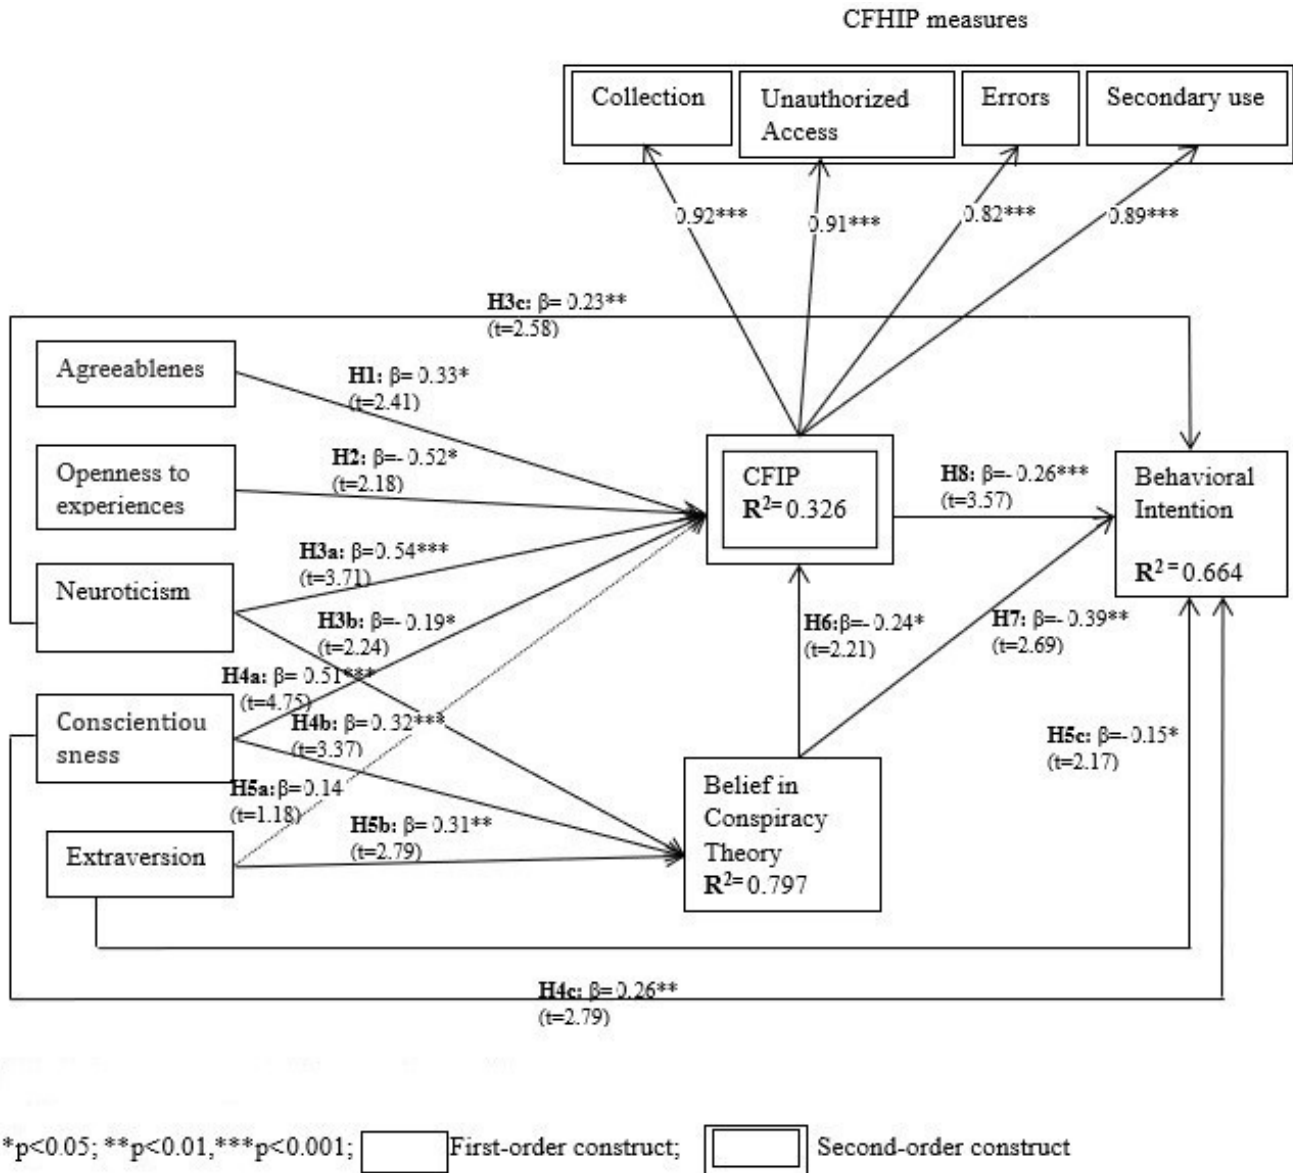 CFHIP measures
Collection
Unauthorized
Access
Errors
Secondary use
0.92***
0.91***
0.82***
0.89***
H3c: β= 0.23**
(t=2.58)
Agreeablenes
H1: β= 0.33*
(t=2.41)
Openness to
experiences
H2: β=- 0.52*
(t=2.18)
CFIP
R²= 0.326
H8: β=- 0.26***
(t=3.57)
Behavioral
Intention
R² = 0.664
Neuroticism
H3a: β=0.54***
(t=3.71)
H3b: β=- 0.19*
(t=2.24)
H6:β=- 0.24*
(t=2.21)
H7: β=- 0.39**
(t=2.69)
H4a: β= 0.51***
(t=4.75)
Conscientiou
sness
H4b: β= 0.32***
(t=3.37)
H5c: β=- 0.15*
(t=2.17)
H5a:β=0.14
(t=1.18)
Belief in
Conspiracy
Theory
R²= 0.797
Extraversion
H5b: β= 0.31**
(t=2.79)
H4c: β= 0.26**
(t=2.79)
*p<0.05; **p<0.01,***p<0.001; First-order construct; Second-order construct